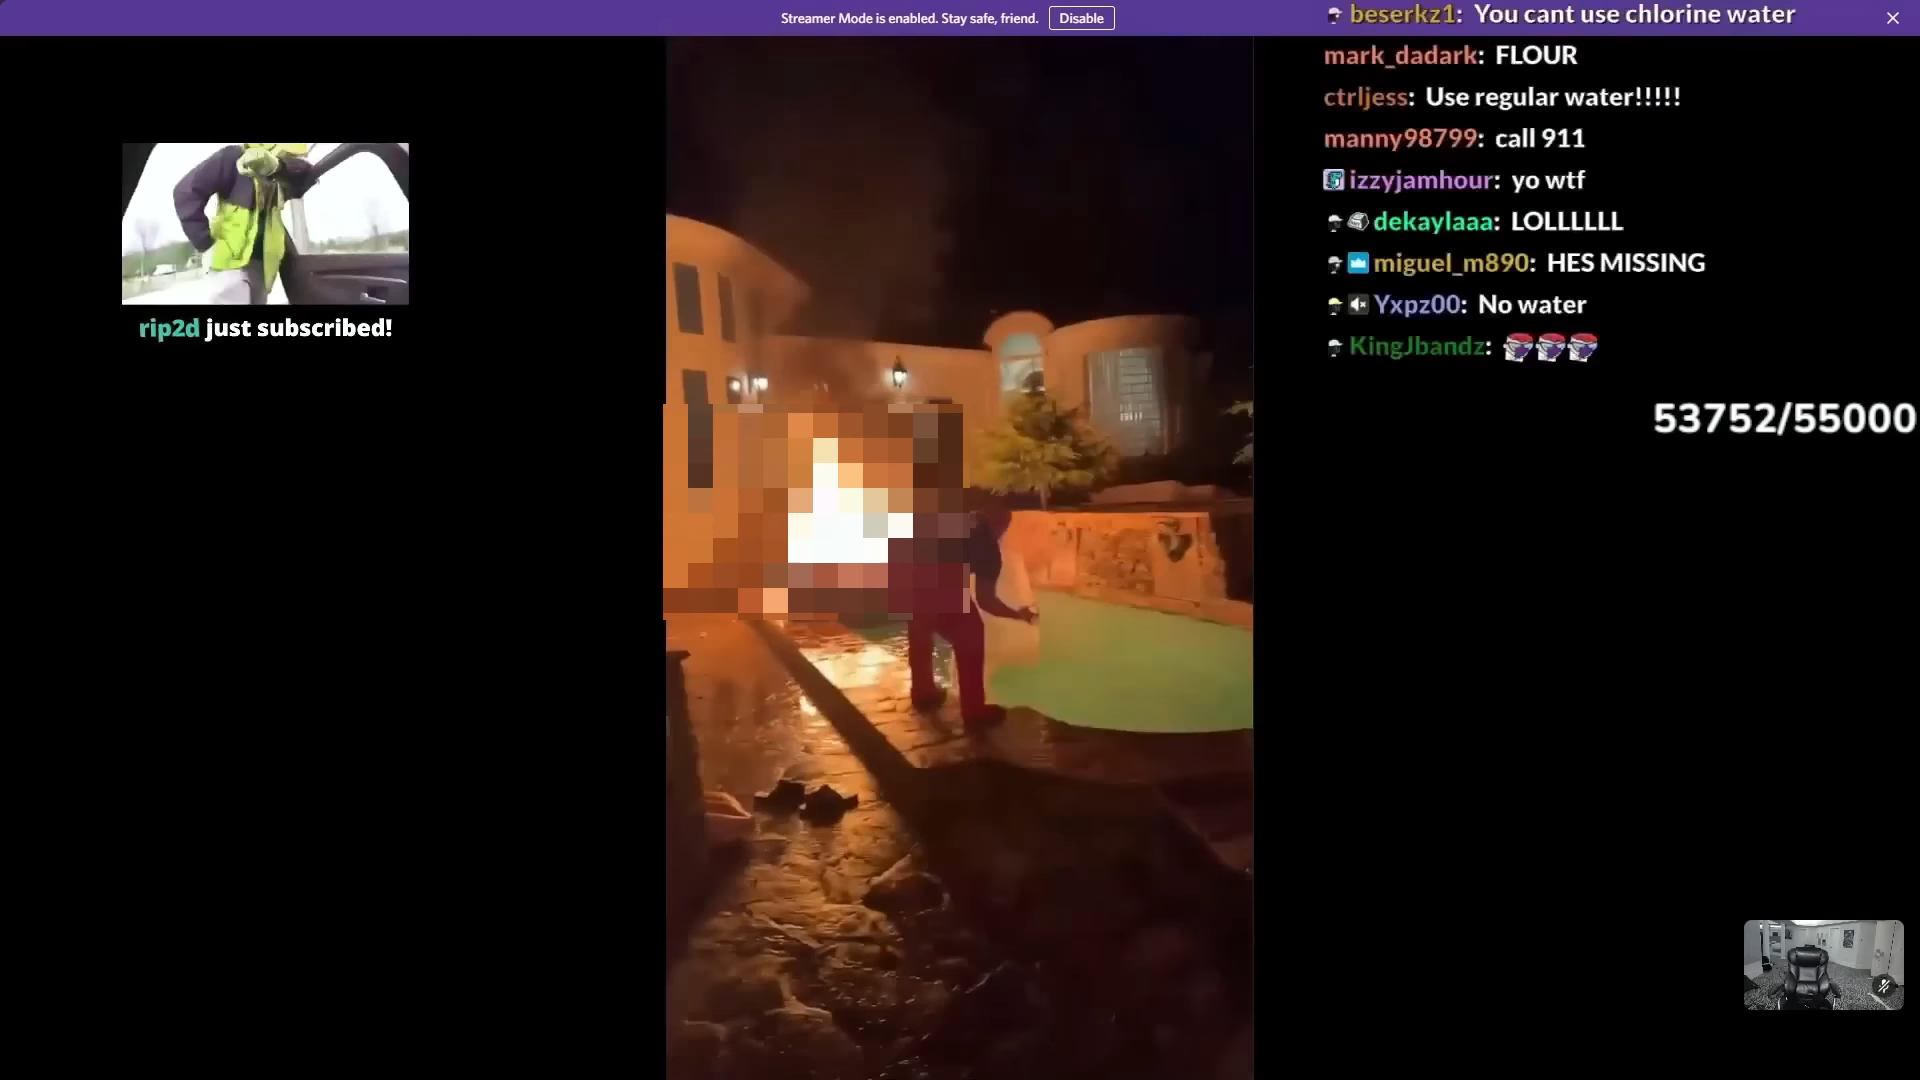 Streamer Mode is enabled. Stay safe, friend. Disable
beserkz1: You cant use chlorine water
mark_dadark: FLOUR
ctrljess: Use regular water!!!!!
manny98799: call 911
izzyjamhour: yo wtf
dekaylaaa: LOLLLLLL
miguel_m890: HES MISSING
Yxpz00: No water
KingJbandz:
rip2d just subscribed!
53752/55000